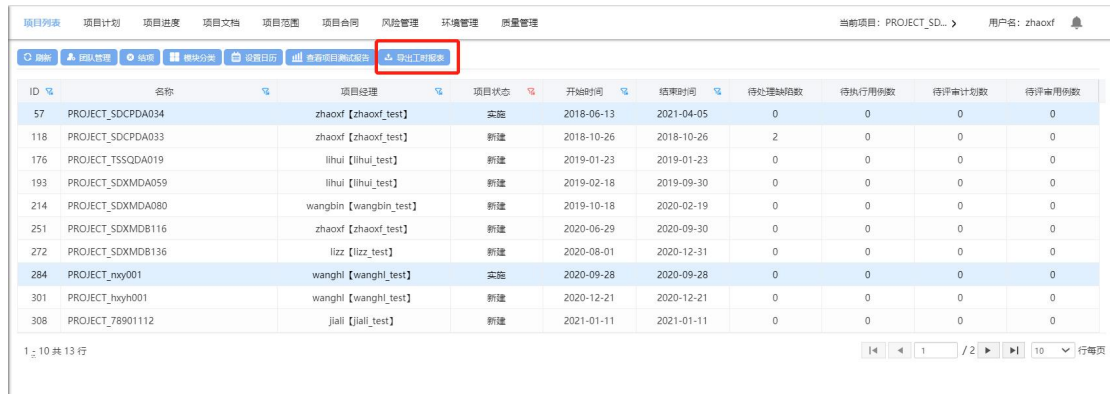 项目列表 项目计划 项目进度 项目文档 项目范围 项目合同 风险管理 环境管理 质量管理 当前项目: PROJECT_SD... 用户名: zhaoxf
刷新 团队管理 结项 模块分类 设置日历 查看项目测试报告 导出工时报表
ID 名称 项目经理 项目状态 开始时间 结束时间 待处理缺陷数 待执行用例数 待评审计划数 待评审用例数
57 PROJECT_SDCPDA034 zhaoxf【zhaoxf_test】 实施 2018-06-13 2021-04-05 0 0 0 0
118 PROJECT_SDCPDA033 zhaoxf【zhaoxf_test】 新建 2018-10-26 2018-10-26 2 0 0 0
176 PROJECT_TSSQDA019 lihui【lihui_test】 新建 2019-01-23 2019-01-23 0 0 0 0
193 PROJECT_SDXMDA059 lihui【lihui_test】 新建 2019-02-18 2019-09-30 0 0 0 0
214 PROJECT_SDXMDA080 wangbin【wangbin_test】 新建 2019-10-18 2020-02-19 0 0 0 0
251 PROJECT_SDXMDB116 zhaoxf【zhaoxf_test】 新建 2020-06-29 2020-09-30 0 0 0 0
272 PROJECT_SDXMDB136 lizz【lizz_test】 新建 2020-08-01 2020-12-31 0 0 0 0
284 PROJECT_nxy001 wanghl【wanghl_test】 实施 2020-09-28 2020-09-28 0 0 0 0
301 PROJECT_hxyh001 wanghl【wanghl_test】 新建 2020-12-21 2020-12-21 0 0 0 0
308 PROJECT_78901112 jiali【jiali_test】 新建 2021-01-11 2021-01-11 0 0 0 0
1 - 10 共 13 行 1 / 2 10 行每页